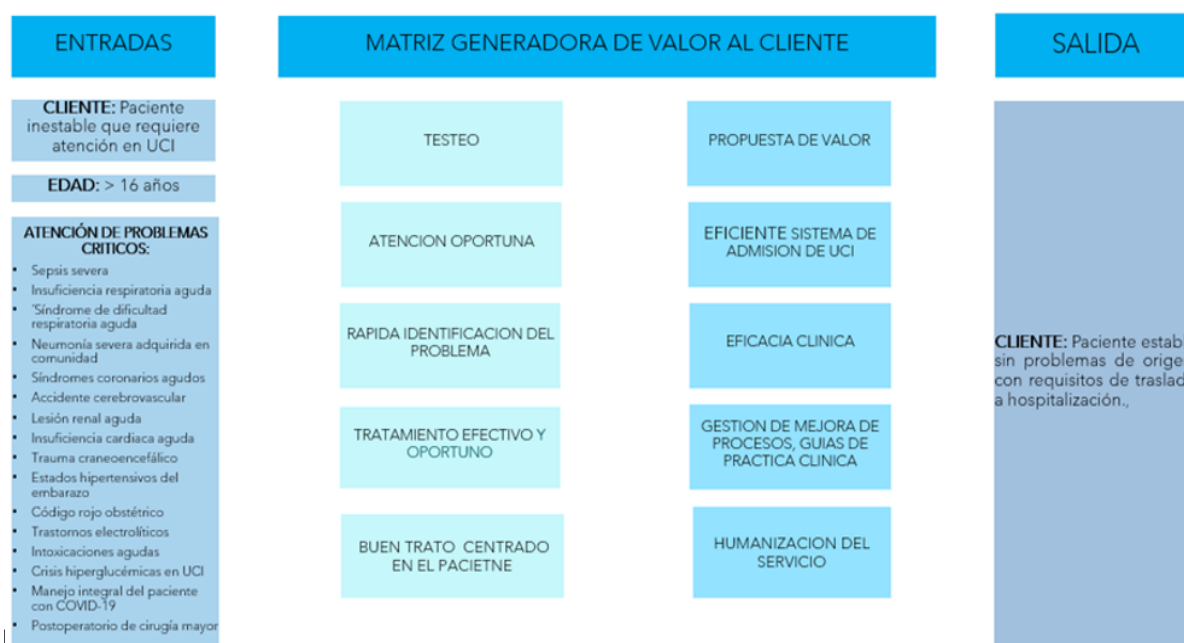 ENTRADAS
MATRIZ GENERADORA DE VALOR AL CLIENTE
SALIDA
CLIENTE: Paciente
inestable que requiere
atención en UCI
EDAD: > 16 años
ATENCIÓN DE PROBLEMAS
CRITICOS:
• Sepsis severa
• Insuficiencia respiratoria aguda
• ´Síndrome de dificultad
respiratoria aguda
• Neumonía severa adquirida en
comunidad
• Síndromes coronarios agudos
• Accidente cerebrovascular
• Lesión renal aguda
• Insuficiencia cardiaca aguda
• Trauma craneoencefálico
• Estados hipertensivos del
embarazo
• Código rojo obstétrico
• Trastornos electrolíticos
• Intoxicaciones agudas
• Crisis hiperglucémicas en UCI
• Manejo integral del paciente
con COVID-19
• Postoperatorio de cirugía mayor
TESTEO
PROPUESTA DE VALOR
ATENCION OPORTUNA
EFICIENTE SISTEMA DE
ADMISION DE UCI
RAPIDA IDENTIFICACION DEL
PROBLEMA
EFICACIA CLINICA
TRATAMIENTO EFECTIVO Y
OPORTUNO
GESTION DE MEJORA DE
PROCESOS, GUIAS DE
PRACTICA CLINICA
BUEN TRATO CENTRADO
EN EL PACIETNE
HUMANIZACION DEL
SERVICIO
CLIENTE: Paciente establ
sin problemas de orige
con requisitos de traslad
a hospitalización.,